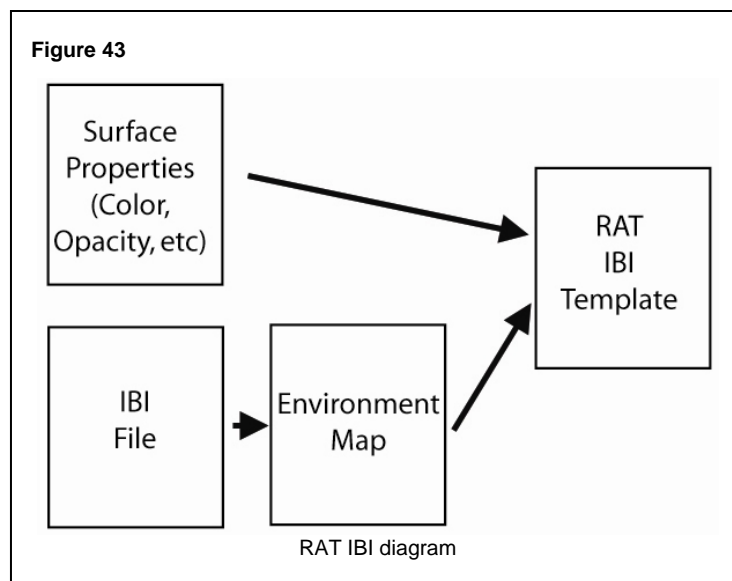 Figure 43
Surface
Properties
(Color,
Opacity, etc)
RAT
IBI
Template
IBI
File
Environment
Map
RAT IBI diagram